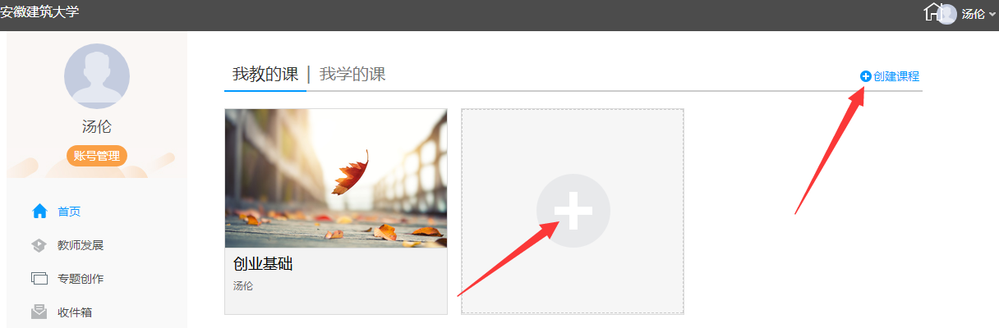 安徽建筑大学
汤伦
汤伦
账号管理
首页
教师发展
专题创作
收件箱
我教的课 | 我学的课
创建课程
创业基础
汤伦